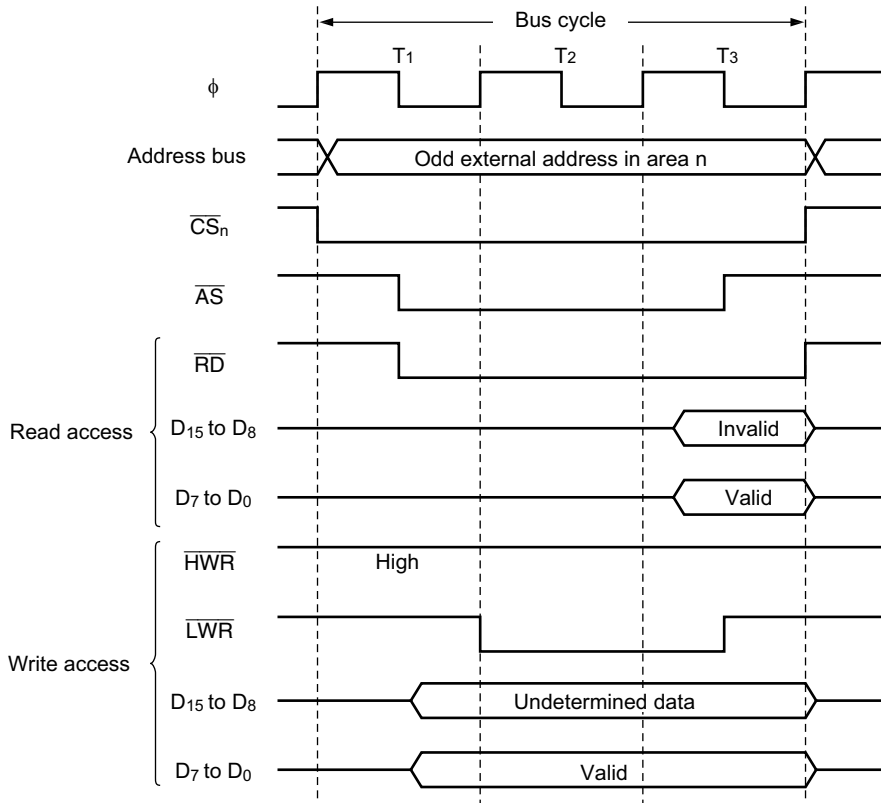 Bus cycle
T1 T2 T3
ϕ
Address bus
Odd external address in area n
CSn
AS
RD
Read access
D15 to D8
Invalid
D7 to D0
Valid
HWR
High
LWR
Write access
D15 to D8
Undetermined data
D7 to D0
Valid